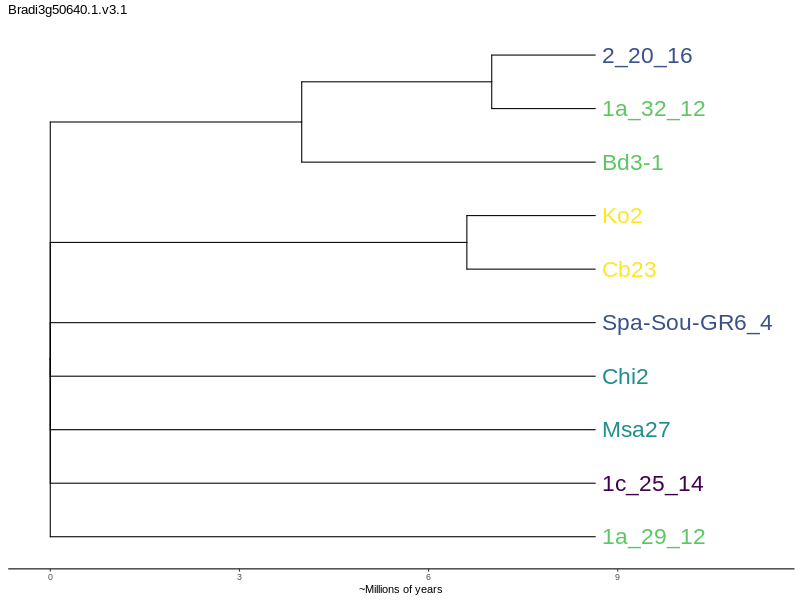 Bradi3g50640.1.v3.1
2_20_16
1a_32_12
Bd3-1
Ko2
Cb23
Spa-Sou-GR6_4
Chi2
Msa27
1c_25_14
1a_29_12
0 3 6 9
~Millions of years